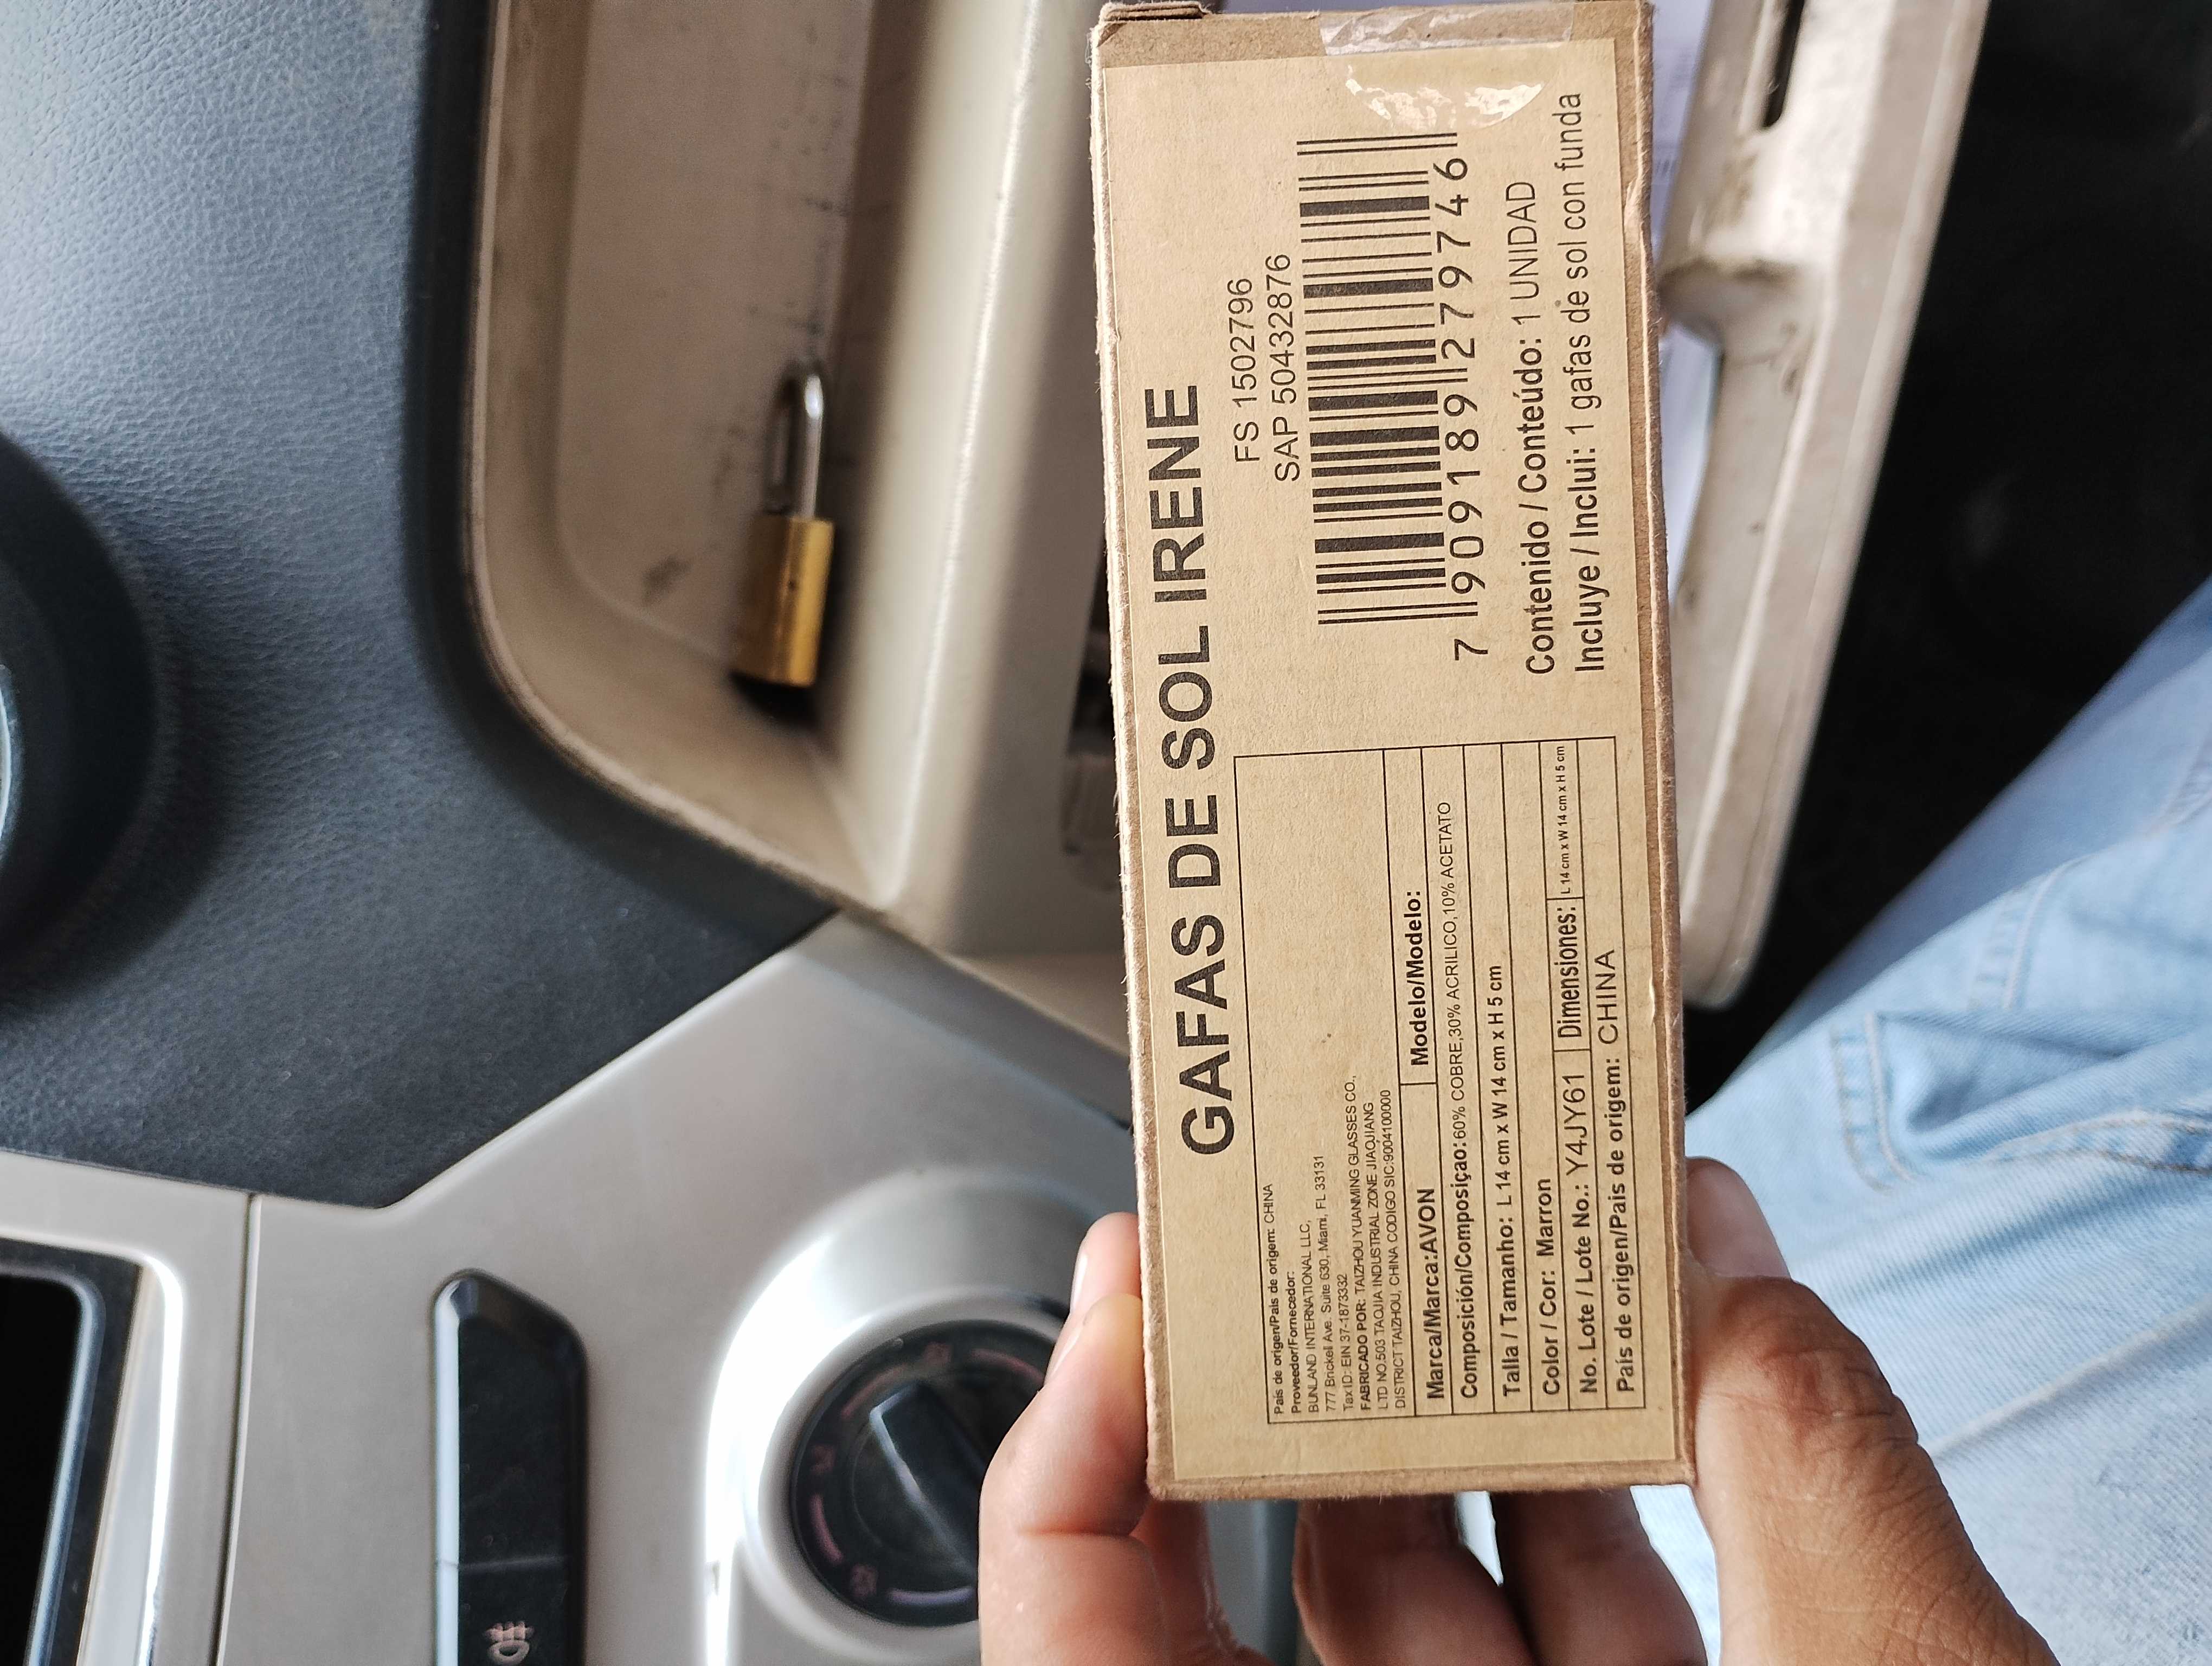 GAFAS DE SOL IRENE
FS 1502796
SAP 50432876
7 909189 279746
Contenido / Conteúdo: 1 UNIDAD
Incluye / Inclui: 1 gafas de sol con funda
País de origen/País de origem: CHINA
Proveedor/Fornecedor:
BUNLAND INTERNATIONAL LLC,
777 Brickell Ave. Suite 630, Miami, FL 33131
Tax ID: EIN 37-1873332
FABRICADO POR: TAIZHOU YUANMING GLASSES CO.,
LTD NO.503 TAOJIA INDUSTRIAL ZONE JIAOJIANG
DISTRICT TAIZHOU, CHINA CODIGO SIC:9004100000
Marca/Marca:AVON Modelo/Modelo:
Composición/Composiçao:60% COBRE,30% ACRILICO,10% ACETATO
Talla / Tamanho: L 14 cm x W 14 cm x H 5 cm
Color / Cor: Marron
No. Lote / Lote No.: Y4JY61 Dimensiones: L 14 cm x W 14 cm x H 5 cm
País de origen/País de origem: CHINA